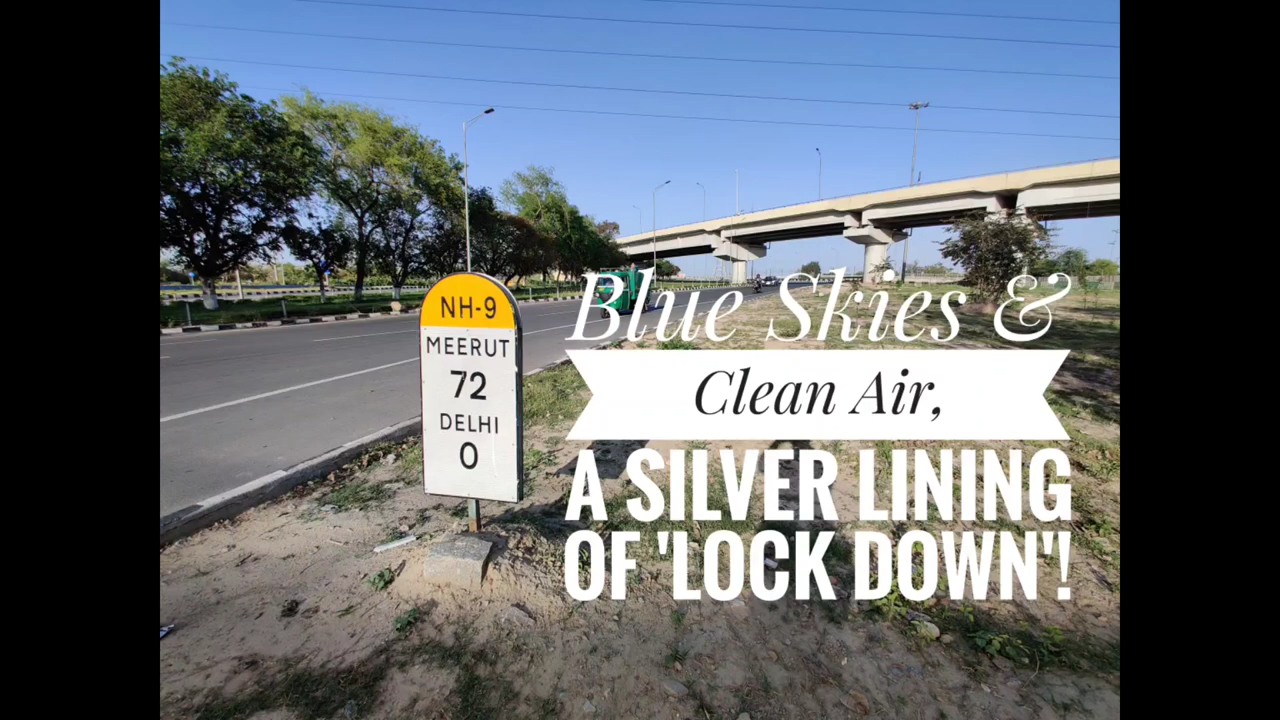 NH-9
MEERUT
72
DELHI
0
Blue Skies &
Clean Air,
A SILVER LINING
OF 'LOCK DOWN'!